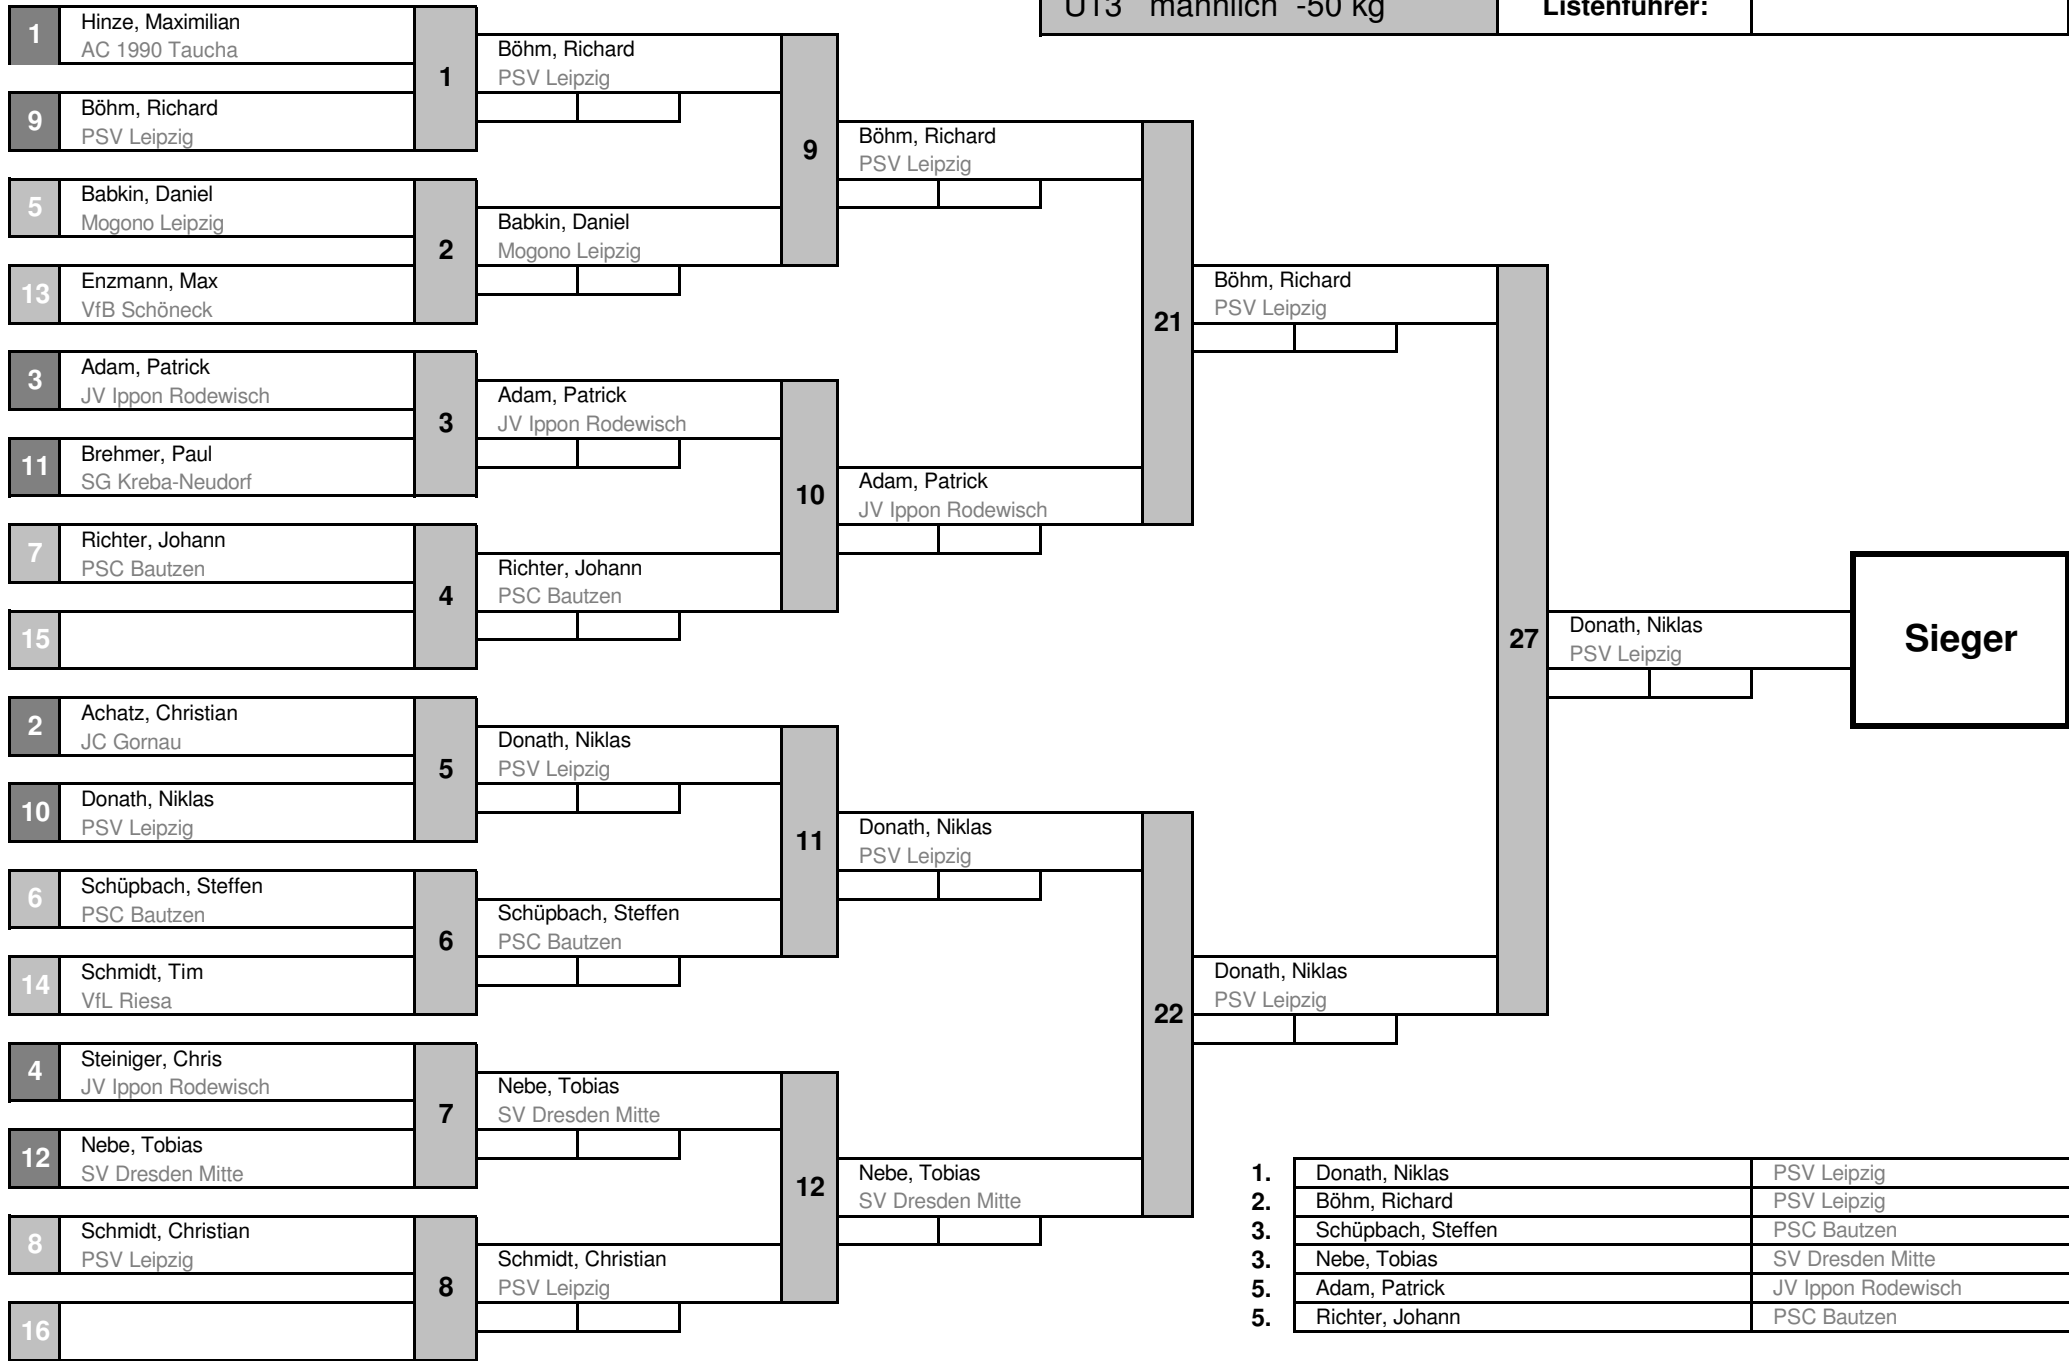 U13 männlich -50 kg
Listenführer:
1
Hinze, Maximilian
AC 1990 Taucha
9
Böhm, Richard
PSV Leipzig
5
Babkin, Daniel
Mogono Leipzig
13
Enzmann, Max
VfB Schöneck
3
Adam, Patrick
JV Ippon Rodewisch
11
Brehmer, Paul
SG Kreba-Neudorf
7
Richter, Johann
PSC Bautzen
15
2
Achatz, Christian
JC Gornau
10
Donath, Niklas
PSV Leipzig
6
Schüpbach, Steffen
PSC Bautzen
14
Schmidt, Tim
VfL Riesa
4
Steiniger, Chris
JV Ippon Rodewisch
12
Nebe, Tobias
SV Dresden Mitte
8
Schmidt, Christian
PSV Leipzig
16
1
Böhm, Richard
PSV Leipzig
2
Babkin, Daniel
Mogono Leipzig
3
Adam, Patrick
JV Ippon Rodewisch
4
Richter, Johann
PSC Bautzen
5
Donath, Niklas
PSV Leipzig
6
Schüpbach, Steffen
PSC Bautzen
7
Nebe, Tobias
SV Dresden Mitte
8
Schmidt, Christian
PSV Leipzig
9
Böhm, Richard
PSV Leipzig
10
Adam, Patrick
JV Ippon Rodewisch
11
Donath, Niklas
PSV Leipzig
12
Nebe, Tobias
SV Dresden Mitte
21
Böhm, Richard
PSV Leipzig
22
Donath, Niklas
PSV Leipzig
27
Donath, Niklas
PSV Leipzig
Sieger
1. Donath, Niklas PSV Leipzig
2. Böhm, Richard PSV Leipzig
3. Schüpbach, Steffen PSC Bautzen
3. Nebe, Tobias SV Dresden Mitte
5. Adam, Patrick JV Ippon Rodewisch
5. Richter, Johann PSC Bautzen